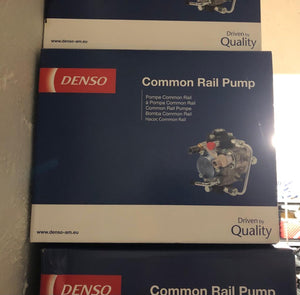 www.denso-am.eu
Driven by
Quality
DENSO
Common Rail Pump
Pompe Common Rail
à Pompa Common Rail
Common Rail Pumpe
Bomba Common Rail
Насос Common Rail
www.denso-am.eu
Driven by
Quality
DENSO
Common Rail Pump